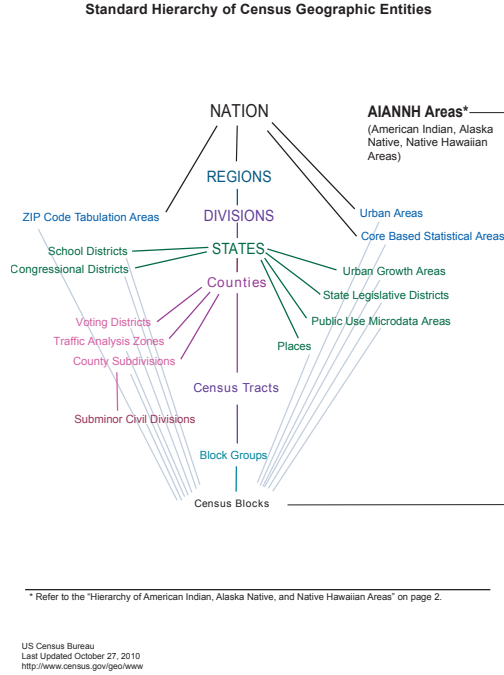 Standard Hierarchy of Census Geographic Entities
NATION
AIANNH Areas*
(American Indian, Alaska
Native, Native Hawaiian
Areas)
REGIONS
DIVISIONS
ZIP Code Tabulation Areas
Urban Areas
Core Based Statistical Areas
STATES
School Districts
Congressional Districts
Urban Growth Areas
Counties
State Legislative Districts
Voting Districts
Public Use Microdata Areas
Traffic Analysis Zones
Places
County Subdivisions
Census Tracts
Subminor Civil Divisions
Block Groups
Census Blocks
* Refer to the "Hierarchy of American Indian, Alaska Native, and Native Hawaiian Areas" on page 2.
US Census Bureau
Last Updated October 27, 2010
http://www.census.gov/geo/www